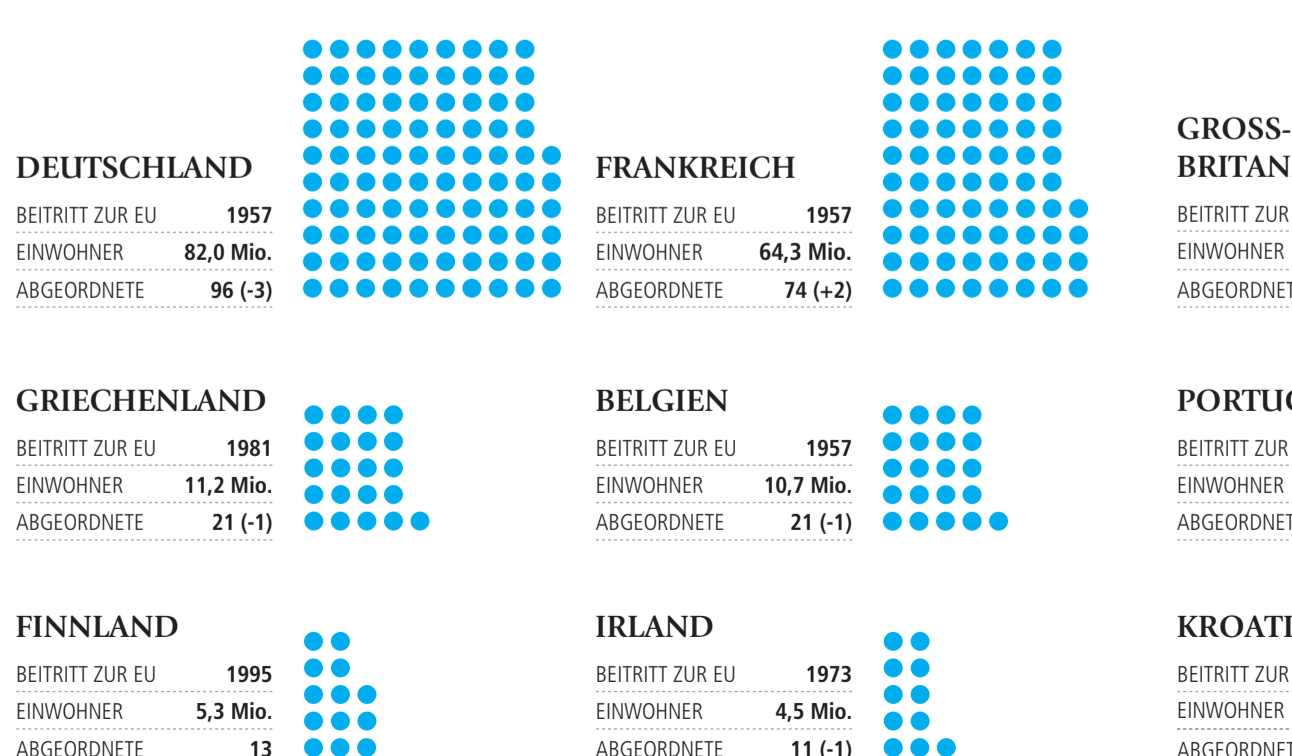 DEUTSCHLAND
BEITRITT ZUR EU 1957
EINWOHNER 82,0 Mio.
ABGEORDNETE 96 (-3)
FRANKREICH
BEITRITT ZUR EU 1957
EINWOHNER 64,3 Mio.
ABGEORDNETE 74 (+2)
GROSS-
BRITAN
BEITRITT ZUR
EINWOHNER
ABGEORDNET
GRIECHENLAND
BEITRITT ZUR EU 1981
EINWOHNER 11,2 Mio.
ABGEORDNETE 21 (-1)
BELGIEN
BEITRITT ZUR EU 1957
EINWOHNER 10,7 Mio.
ABGEORDNETE 21 (-1)
PORTUG
BEITRITT ZUR
EINWOHNER
ABGEORDNET
FINNLAND
BEITRITT ZUR EU 1995
EINWOHNER 5,3 Mio.
ABGEORDNETE 13
IRLAND
BEITRITT ZUR EU 1973
EINWOHNER 4,5 Mio.
ABGEORDNETE 11 (-1)
KROATI
BEITRITT ZUR
EINWOHNER
ABGEORDNET